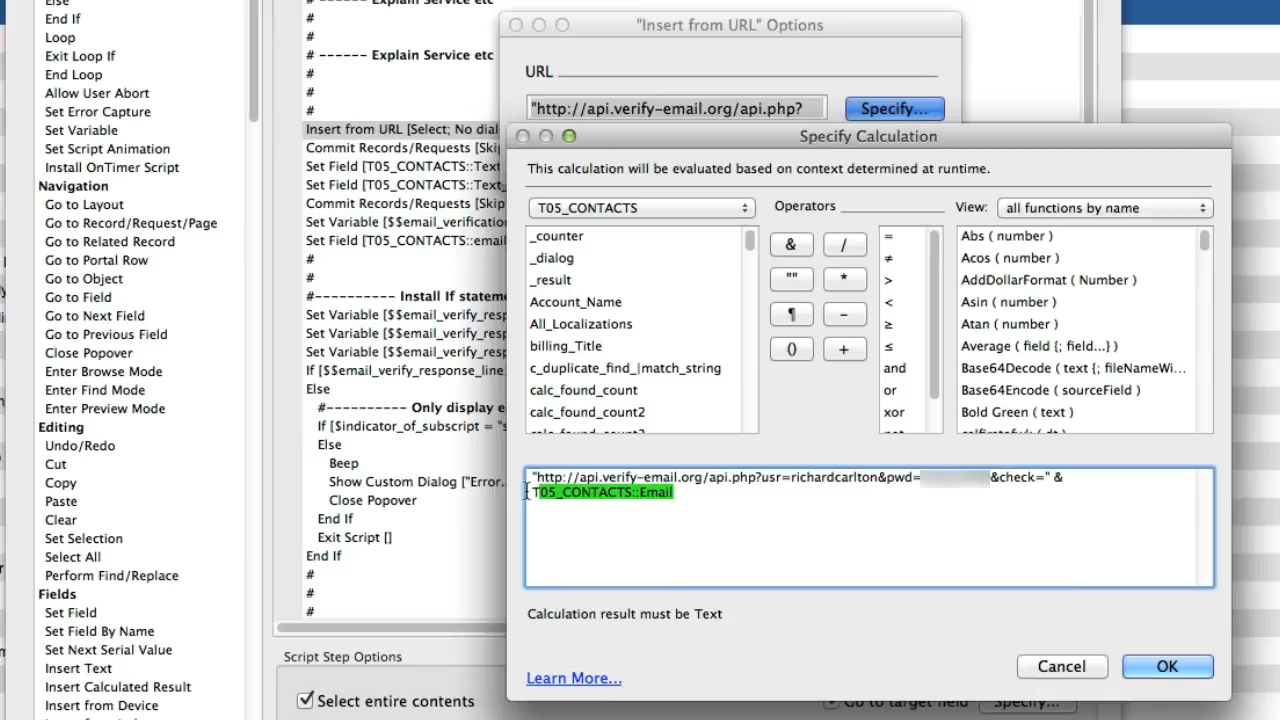 Else
End If
Loop
Exit Loop If
End Loop
Allow User Abort
Set Error Capture
Set Variable
Set Script Animation
Install OnTimer Script
Navigation
Go to Layout
Go to Record/Request/Page
Go to Related Record
Go to Portal Row
Go to Object
Go to Field
Go to Next Field
Go to Previous Field
Close Popover
Enter Browse Mode
Enter Find Mode
Enter Preview Mode
Editing
Undo/Redo
Cut
Copy
Paste
Clear
Set Selection
Select All
Perform Find/Replace
Fields
Set Field
Set Field By Name
Set Next Serial Value
Insert Text
Insert Calculated Result
Insert from Device
# ------ Explain Service etc
#
#
# ------ Explain Service etc
#
#
#
Insert from URL [Select; No dial
Commit Records/Requests [Skip
Set Field [T05_CONTACTS::Text
Set Field [T05_CONTACTS::Text_
Commit Records/Requests [Skip
Set Variable [$$email_verification
Set Field [T05_CONTACTS::email
#
#
#---------- Install If stateme
Set Variable [$$email_verify_resp
Set Variable [$$email_verify_resp
Set Variable [$$email_verify_resp
If [$$email_verify_response_line
Else
#---------- Only display e
If [$indicator_of_subscript = "s
Else
Beep
Show Custom Dialog ["Error
Close Popover
End If
Exit Script []
End If
#
#
#
Script Step Options
Select entire contents
Go to target field
Specify...
"Insert from URL" Options
URL
"http://api.verify-email.org/api.php?
Specify...
Specify Calculation
This calculation will be evaluated based on context determined at runtime.
T05_CONTACTS
Operators
View: all functions by name
_counter
_dialog
_result
Account_Name
All_Localizations
billing_Title
c_duplicate_find_|match_string
calc_found_count
calc_found_count2
calc_found_count2
& /
"" *
¶ -
() +
=
≠
>
<
≥
≤
and
or
xor
not
Abs ( number )
Acos ( number )
AddDollarFormat ( Number )
Asin ( number )
Atan ( number )
Average ( field {; field...} )
Base64Decode ( text {; fileNameWi...
Base64Encode ( sourceField )
Bold Green ( text )
"http://api.verify-email.org/api.php?usr=richardcarlton&pwd= &check=" &
T05_CONTACTS::Email
Calculation result must be Text
Learn More...
Cancel
OK